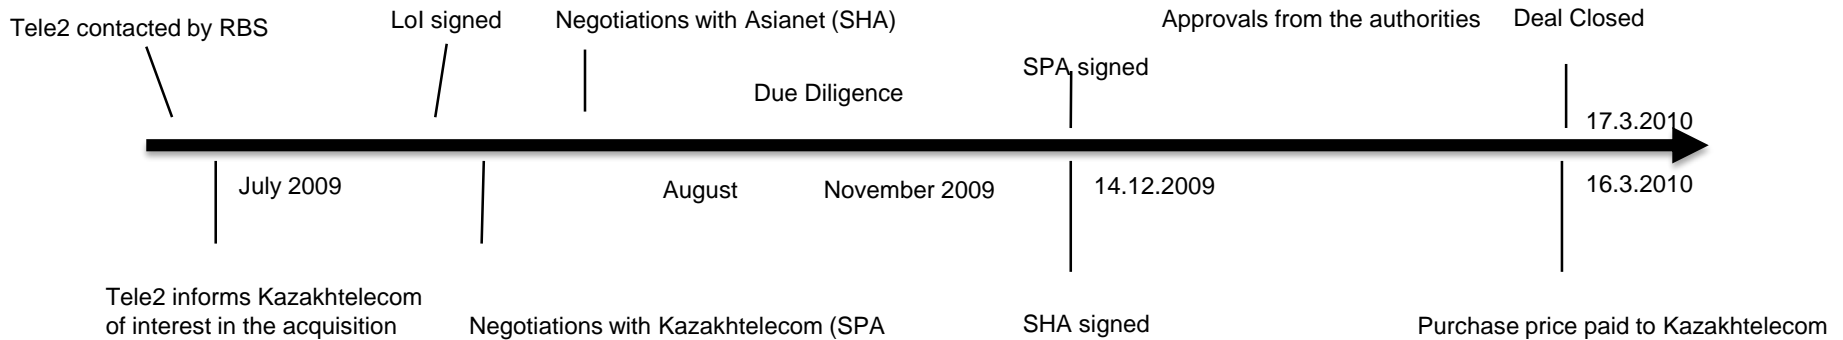 Tele2 contacted by RBS
LoI signed
Negotiations with Asianet (SHA)
Approvals from the authorities
Deal Closed
SPA signed
Due Diligence
17.3.2010
July 2009
August
November 2009
14.12.2009
16.3.2010
Tele2 informs Kazakhtelecom
of interest in the acquisition
Negotiations with Kazakhtelecom (SPA
SHA signed
Purchase price paid to Kazakhtelecom